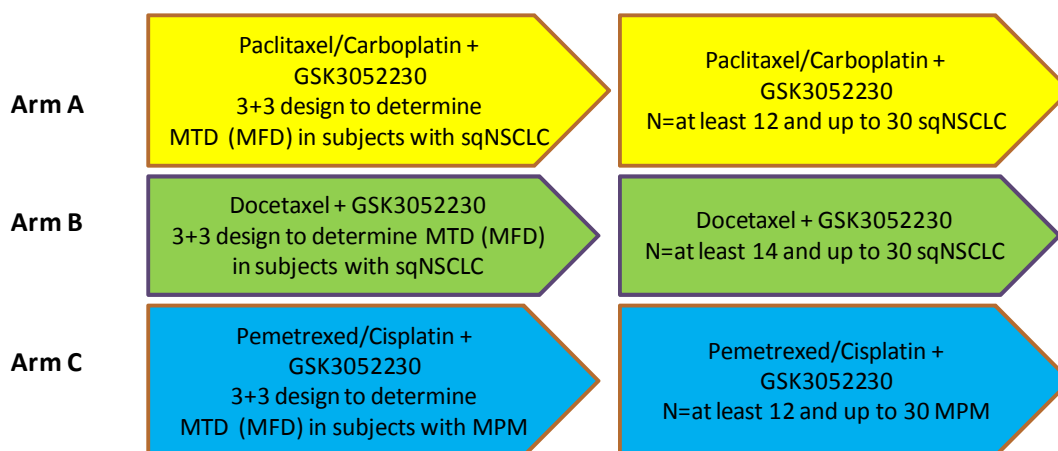 Arm A
Paclitaxel/Carboplatin +
GSK3052230
3+3 design to determine
MTD (MFD) in subjects with sqNSCLC
Paclitaxel/Carboplatin +
GSK3052230
N=at least 12 and up to 30 sqNSCLC
Arm B
Docetaxel + GSK3052230
3+3 design to determine MTD (MFD)
in subjects with sqNSCLC
Docetaxel + GSK3052230
N=at least 14 and up to 30 sqNSCLC
Arm C
Pemetrexed/Cisplatin +
GSK3052230
3+3 design to determine
MTD (MFD) in subjects with MPM
Pemetrexed/Cisplatin +
GSK3052230
N=at least 12 and up to 30 MPM